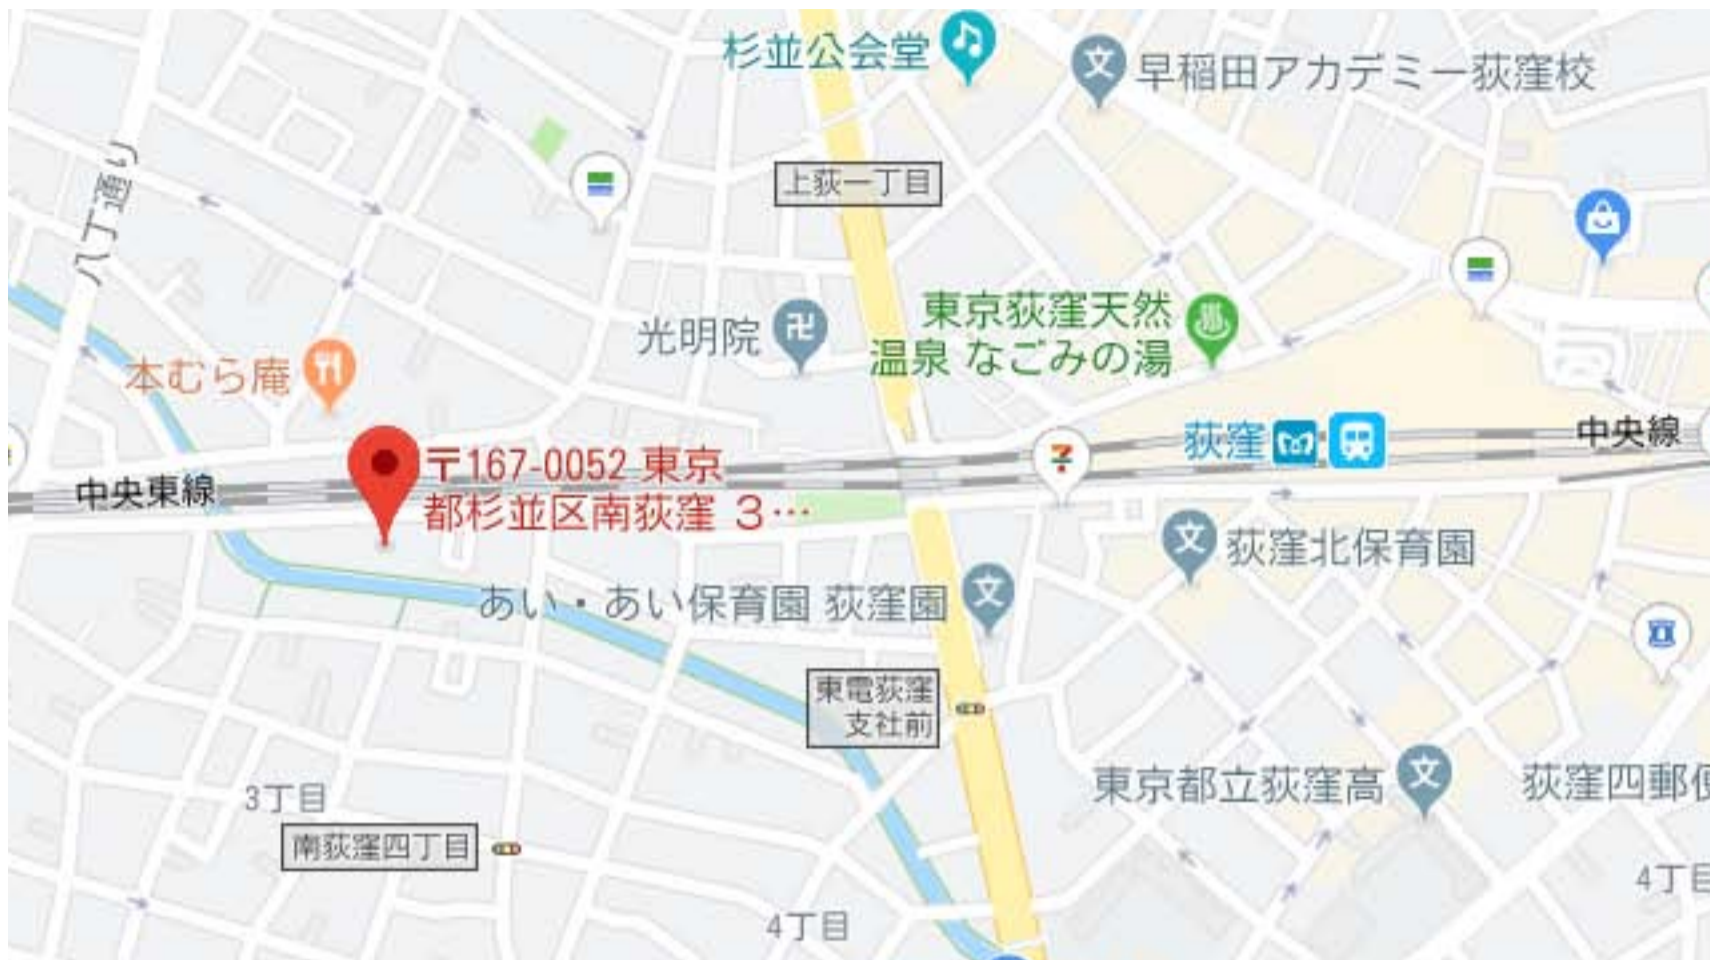 杉並公会堂
早稲田アカデミー荻窪校
八丁通り
上荻一丁目
東京荻窪天然
温泉 なごみの湯
光明院
本むら庵
荻窪
中央線
〒167-0052 東京
都杉並区南荻窪 3…
中央東線
荻窪北保育園
あい・あい保育園 荻窪園
東電荻窪
支社前
東京都立荻窪高
荻窪四郵便
3丁目
南荻窪四丁目
4丁目
4丁目